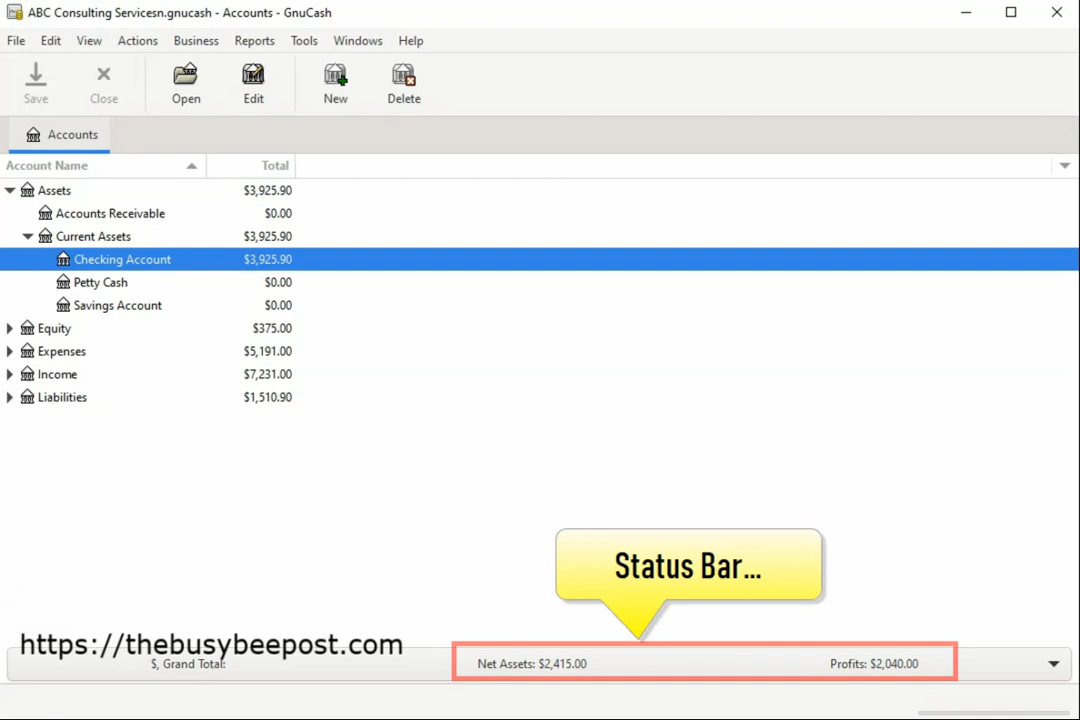 ABC Consulting Servicesn.gnucash - Accounts - GnuCash
File Edit View Actions Business Reports Tools Windows Help
Save Close Open Edit New Delete
Accounts
Account Name Total
Assets $3,925.90
Accounts Receivable $0.00
Current Assets $3,925.90
Checking Account $3,925.90
Petty Cash $0.00
Savings Account $0.00
Equity $375.00
Expenses $5,191.00
Income $7,231.00
Liabilities $1,510.90
Status Bar...
https://thebusybeepost.com
$, Grand Total: Net Assets: $2,415.00 Profits: $2,040.00